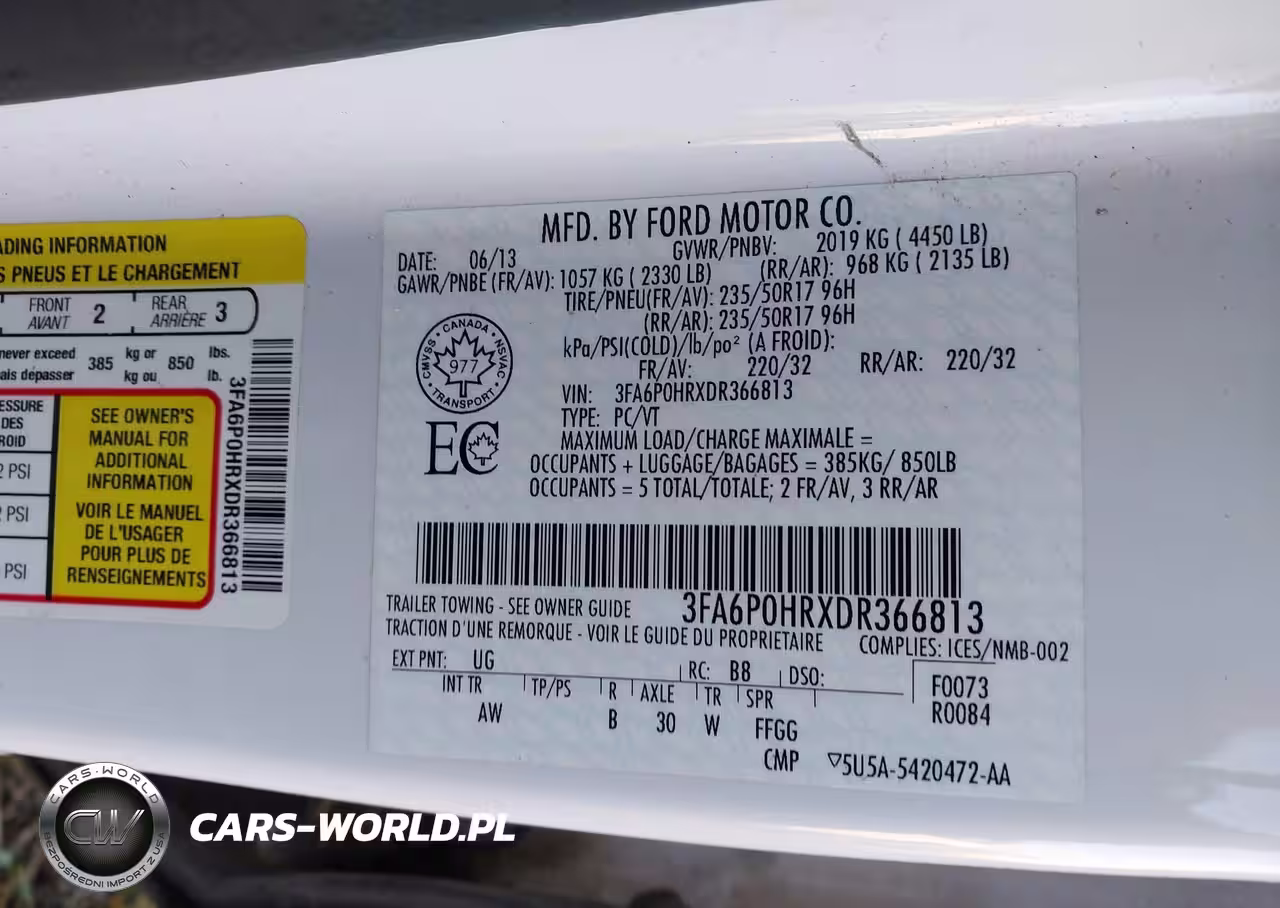 ADING INFORMATION
S PNEUS ET LE CHARGEMENT
FRONT
AVANT 2
REAR
ARRIÈRE 3
never exceed 385 kg or 850 lbs.
ais dépasser kg ou lb.
ESSURE
DES
ROID
2 PSI
PSI
PSI
SEE OWNER'S
MANUAL FOR
ADDITIONAL
INFORMATION
VOIR LE MANUEL
DE L'USAGER
POUR PLUS DE
RENSEIGNEMENTS
3FA6P0HRXDR366813
MFD. BY FORD MOTOR CO.
DATE: 06/13 GVWR/PNBV: 2019 KG ( 4450 LB)
GAWR/PNBE (FR/AV): 1057 KG ( 2330 LB) (RR/AR): 968 KG ( 2135 LB)
TIRE/PNEU(FR/AV): 235/50R17 96H
(RR/AR): 235/50R17 96H
kPa/PSI(COLD)/lb/po² (A FROID):
FR/AV: 220/32 RR/AR: 220/32
CANADA
CMVSS 977 NSVAC
TRANSPORT
EC
VIN: 3FA6P0HRXDR366813
TYPE: PC/VT
MAXIMUM LOAD/CHARGE MAXIMALE =
OCCUPANTS + LUGGAGE/BAGAGES = 385KG/ 850LB
OCCUPANTS = 5 TOTAL/TOTALE; 2 FR/AV, 3 RR/AR
TRAILER TOWING - SEE OWNER GUIDE 3FA6P0HRXDR366813
TRACTION D'UNE REMORQUE - VOIR LE GUIDE DU PROPRIETAIRE COMPLIES: ICES/NMB-002
EXT PNT: UG RC: B8 DSO:
F0073
R0084
INT TR TP/PS R AXLE TR SPR
AW B 30 W FFGG
CMP ▽5U5A-5420472-AA
CARS-WORLD
CW
BEZPOŚREDNI IMPORT Z USA
CARS-WORLD.PL